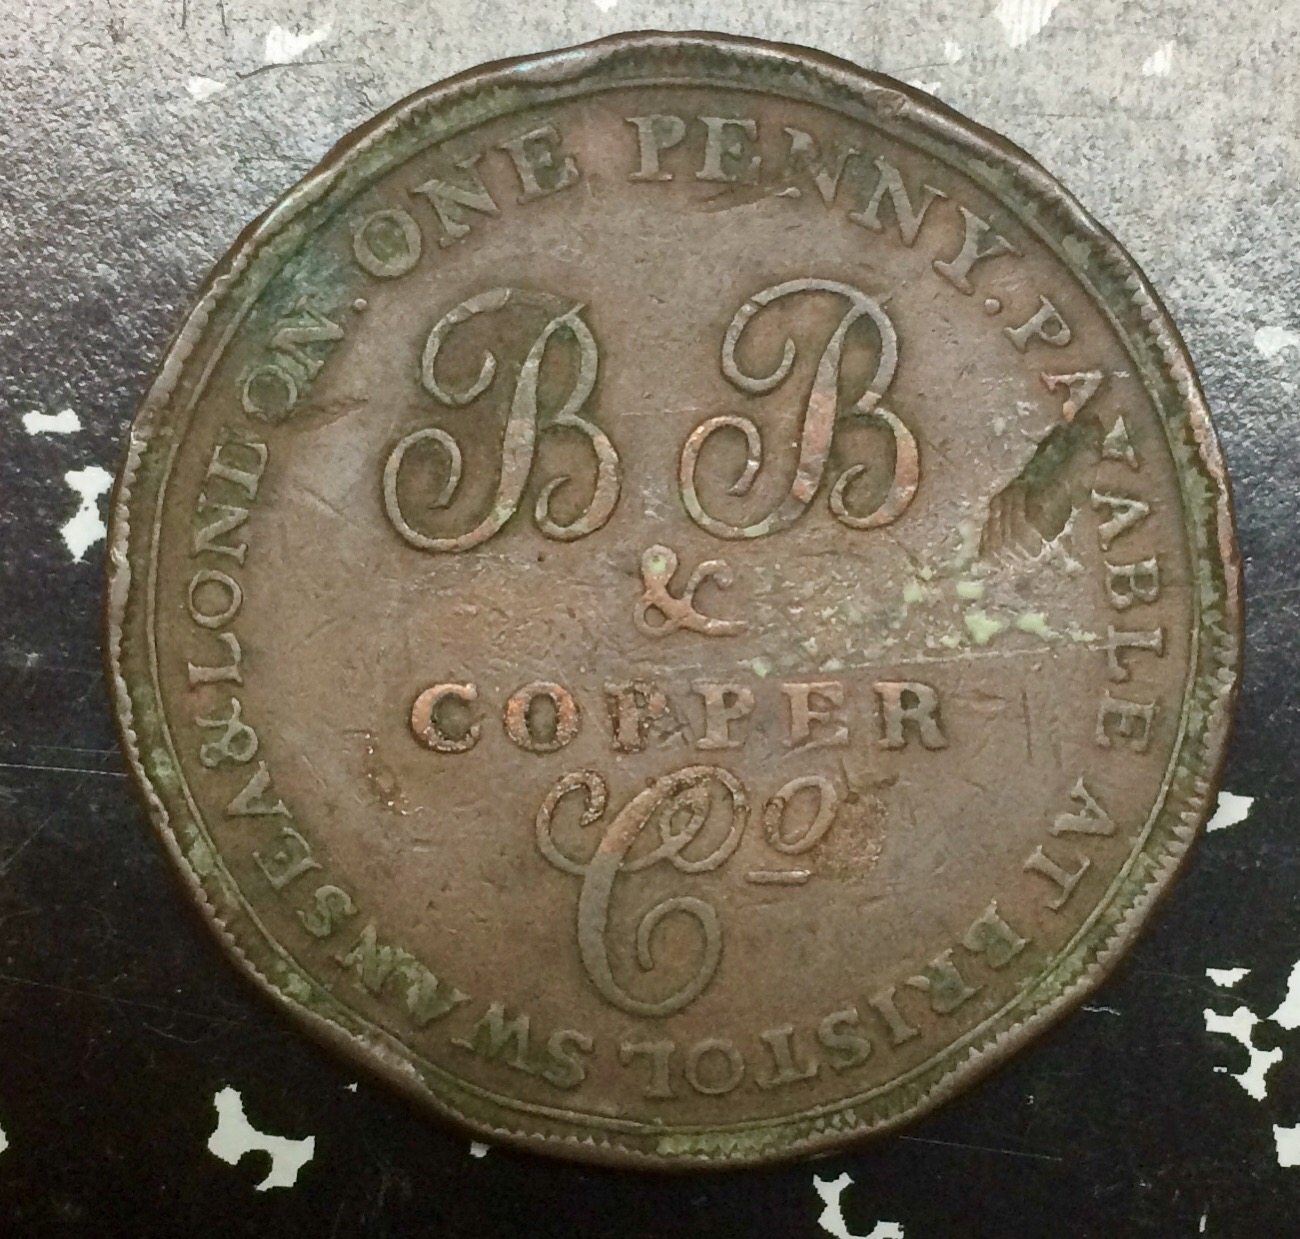 ONE PENNY. PAYABLE AT BRISTOL SWANSEA & LONDON.
B B
&
COPPER
Co